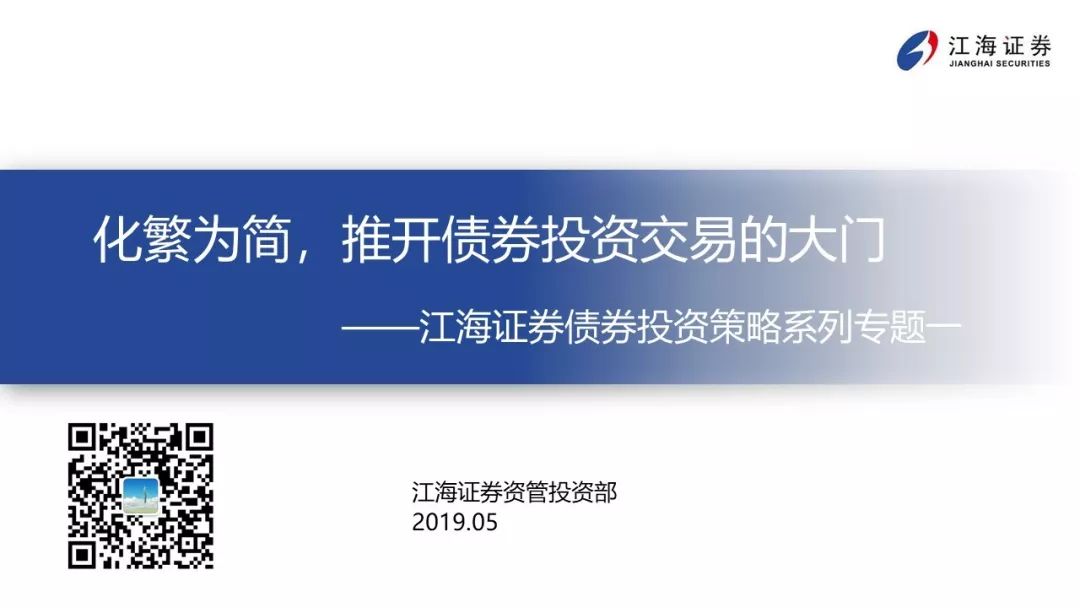 江海证券
JIANGHAI SECURITIES
化繁为简，推开债券投资交易的大门
——江海证券债券投资策略系列专题一
江海证券资管投资部
2019.05